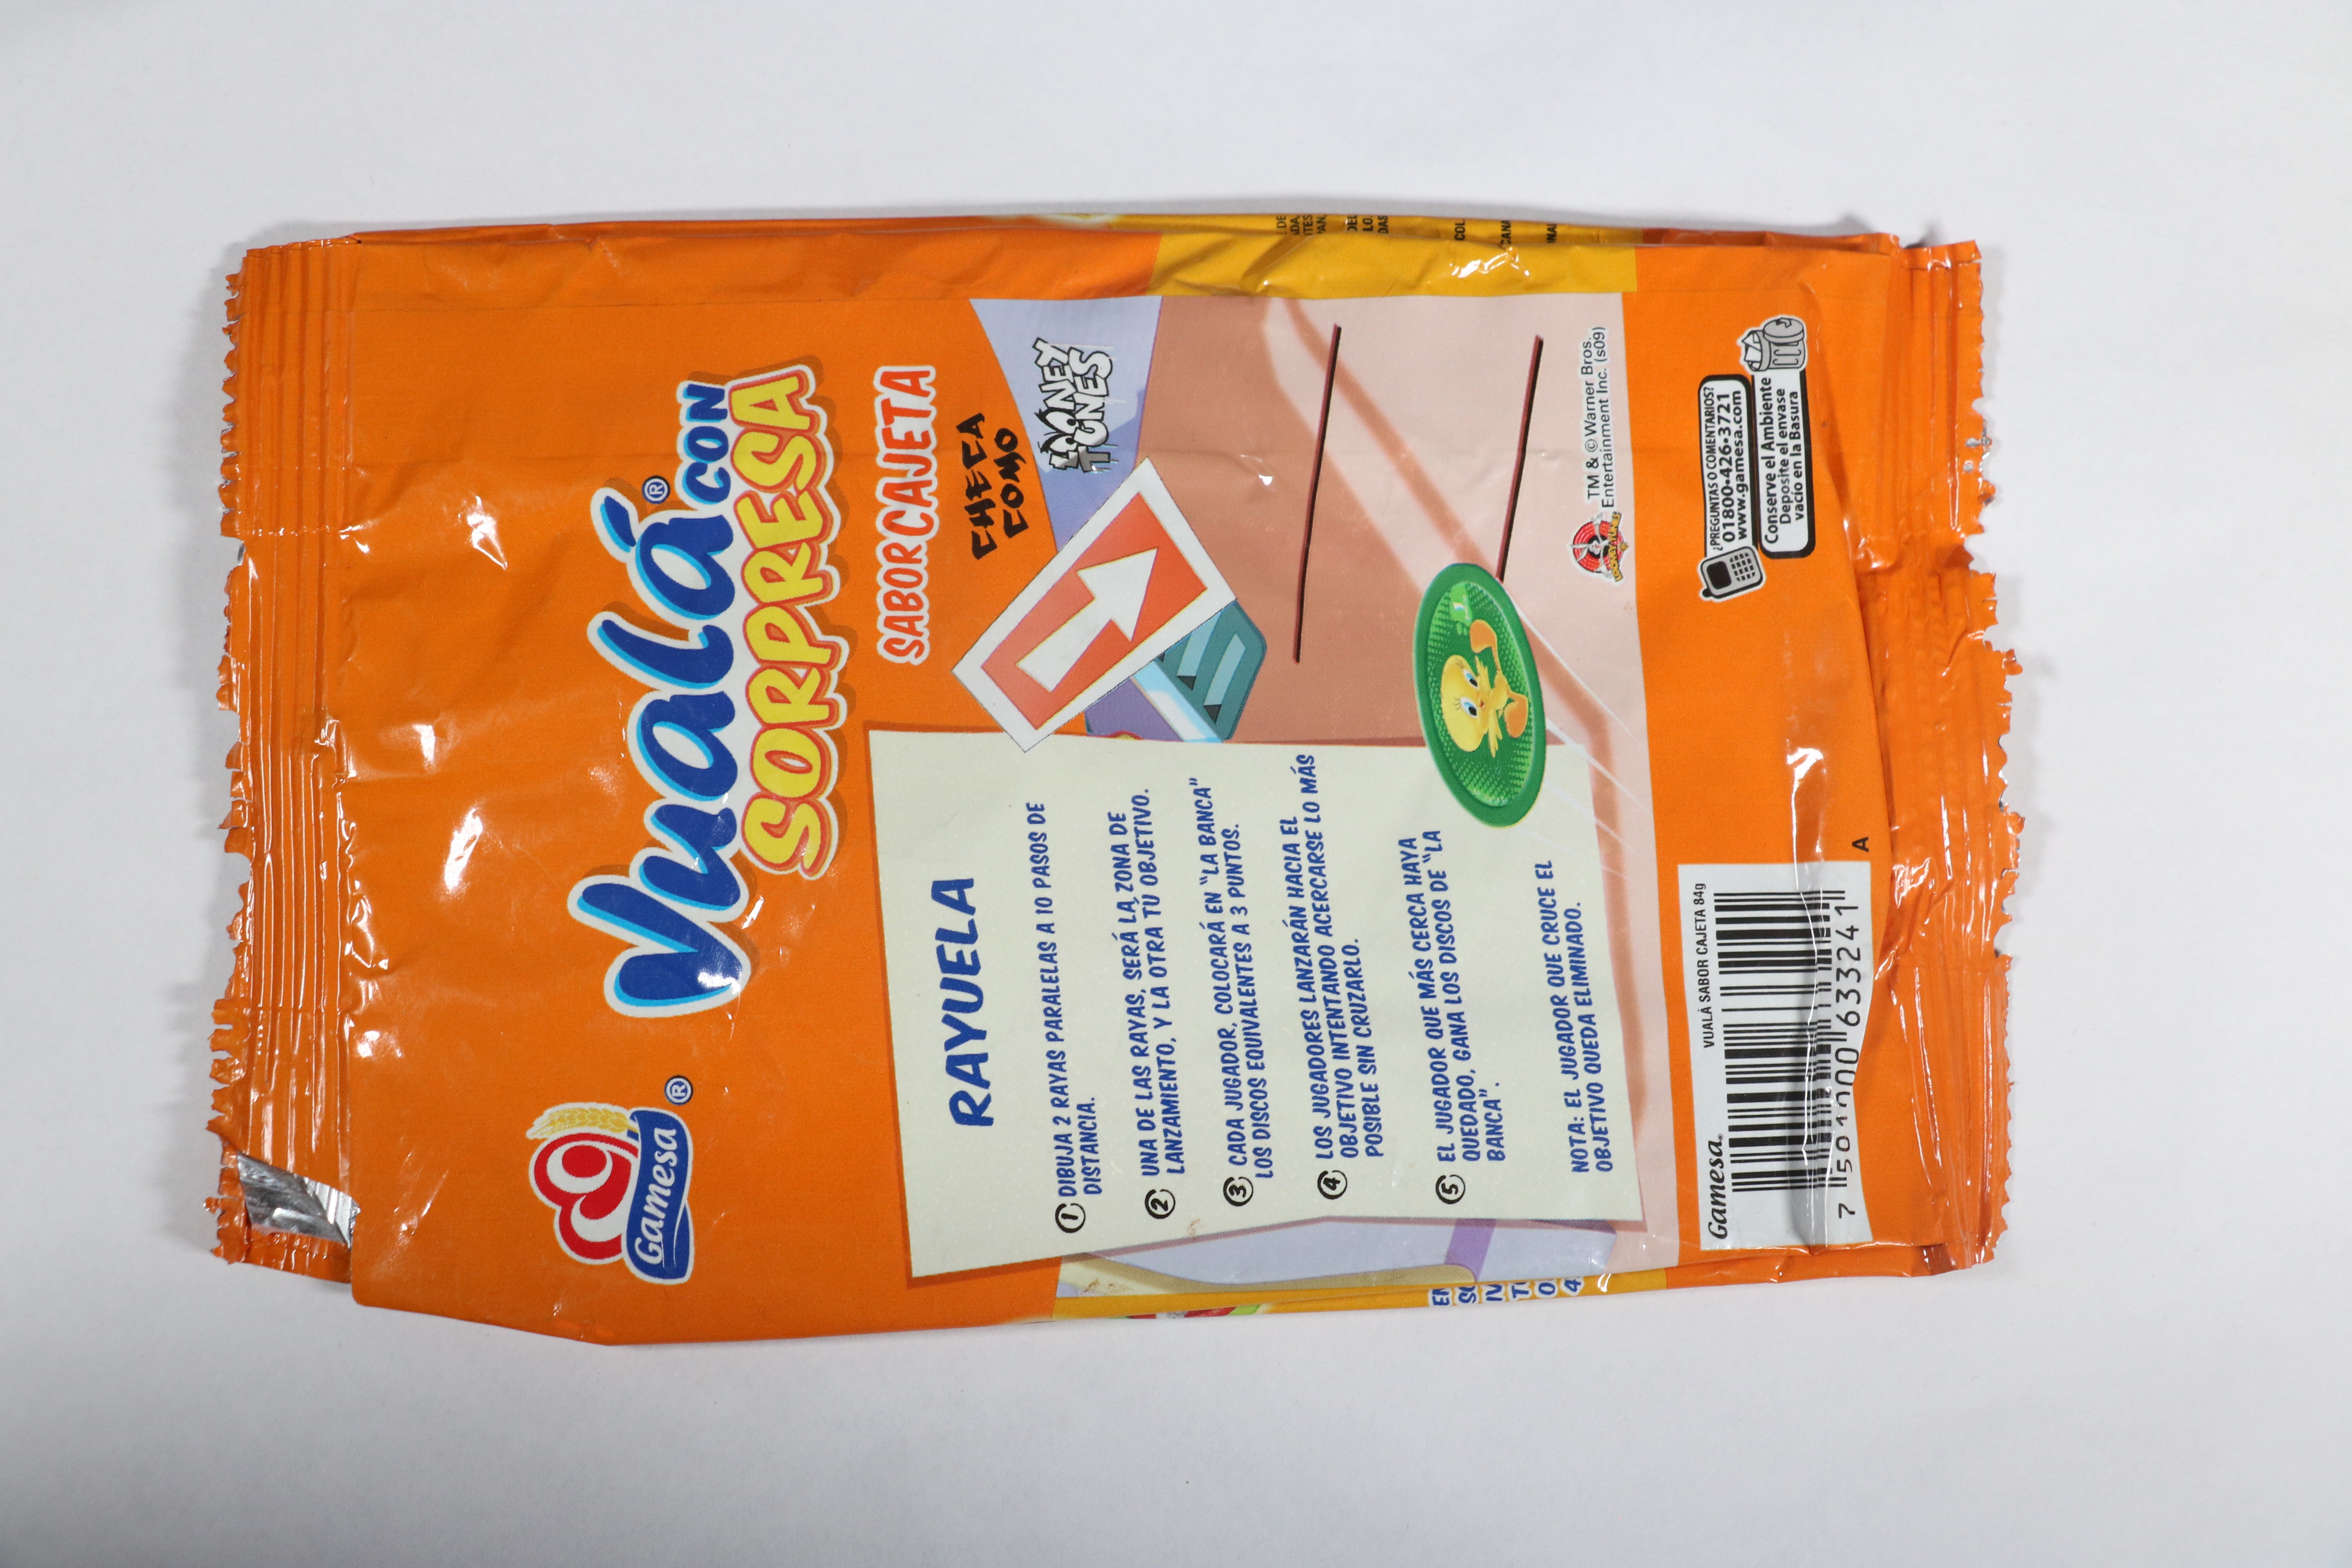 Gamesa®
Vualá® CON
SORPRESA
SABOR CAJETA
CHECA
COMO
LOONEY
TUNES
RAYUELA
1 DIBUJA 2 RAYAS PARALELAS A 10 PASOS DE
DISTANCIA.
2 UNA DE LAS RAYAS, SERÁ LA ZONA DE
LANZAMIENTO, Y LA OTRA TU OBJETIVO.
3 CADA JUGADOR, COLOCARÁ EN "LA BANCA"
LOS DISCOS EQUIVALENTES A 3 PUNTOS.
4 LOS JUGADORES LANZARÁN HACIA EL
OBJETIVO INTENTANDO ACERCARSE LO MÁS
POSIBLE SIN CRUZARLO.
5 EL JUGADOR QUE MÁS CERCA HAYA
QUEDADO, GANA LOS DISCOS DE "LA
BANCA".
NOTA: EL JUGADOR QUE CRUCE EL
OBJETIVO QUEDA ELIMINADO.
TM & © Warner Bros.
Entertainment Inc. (s09)
Gamesa®
VUALÁ SABOR CAJETA 84g
7 501000 633241
A
¿PREGUNTAS O COMENTARIOS?
01800•426•3721
www.gamesa.com
Conserve el Ambiente
Deposite el envase
vacío en la Basura